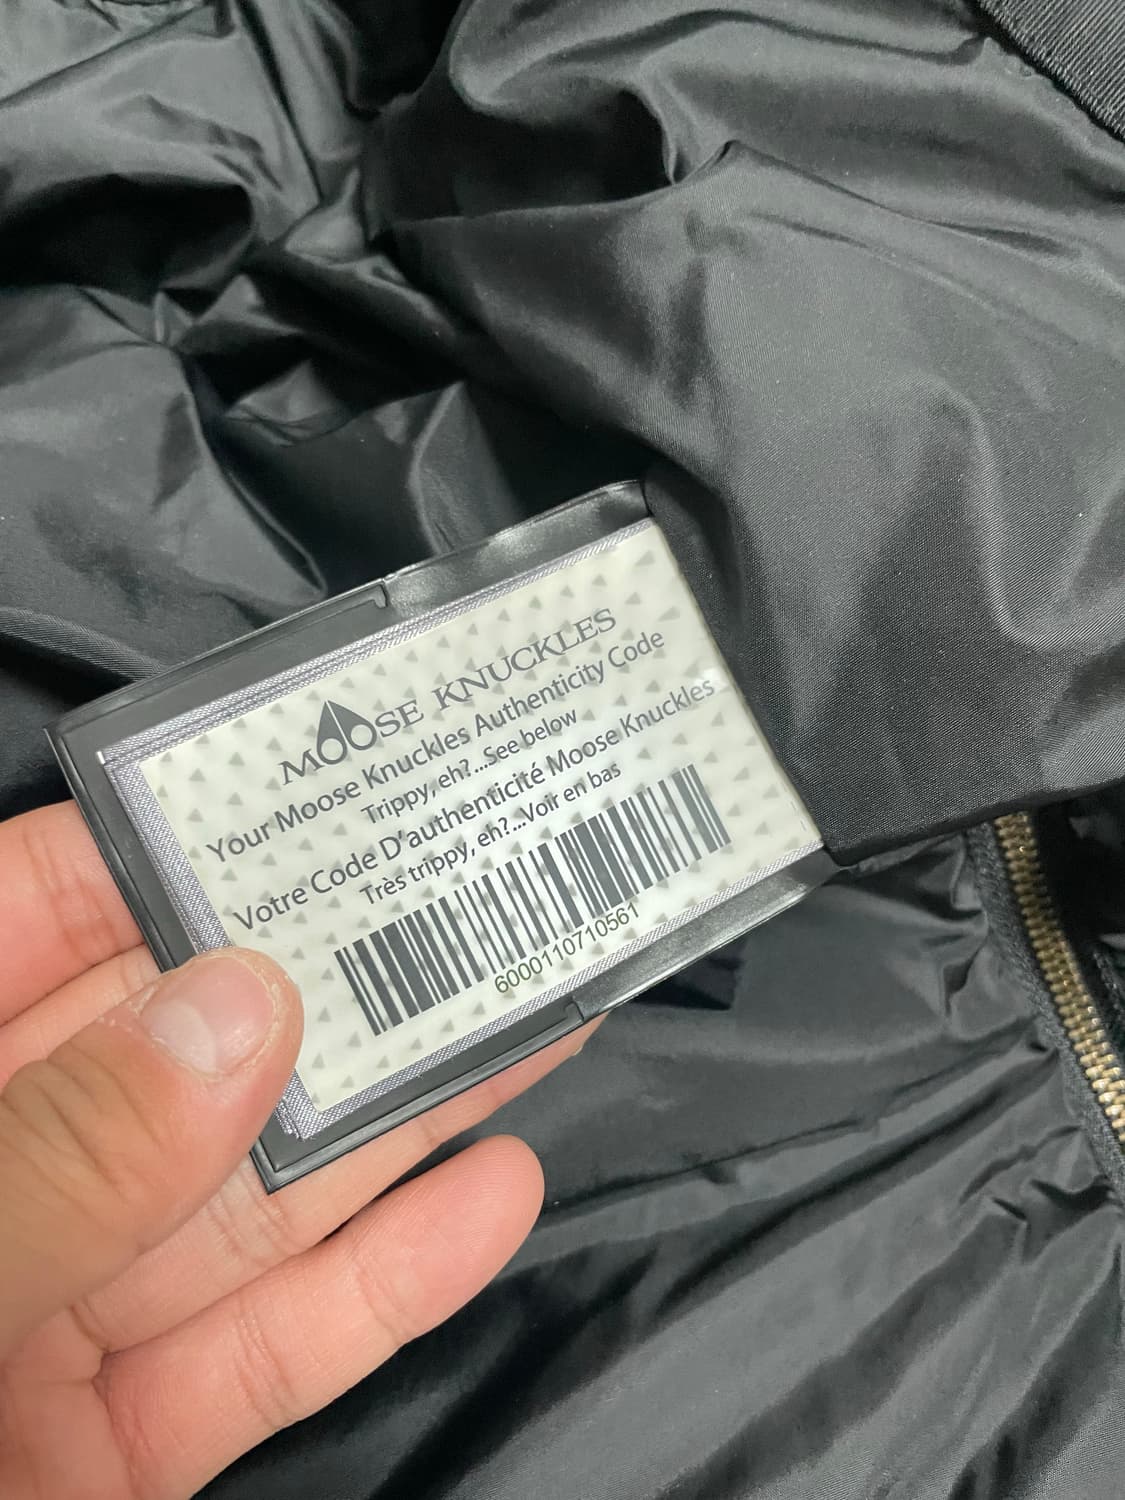 MOOSE KNUCKLES
Your Moose Knuckles Authenticity Code
Trippy, eh?...See below
Votre Code D'authenticité Moose Knuckles
Très trippy, eh?...Voir en bas
6000110710561